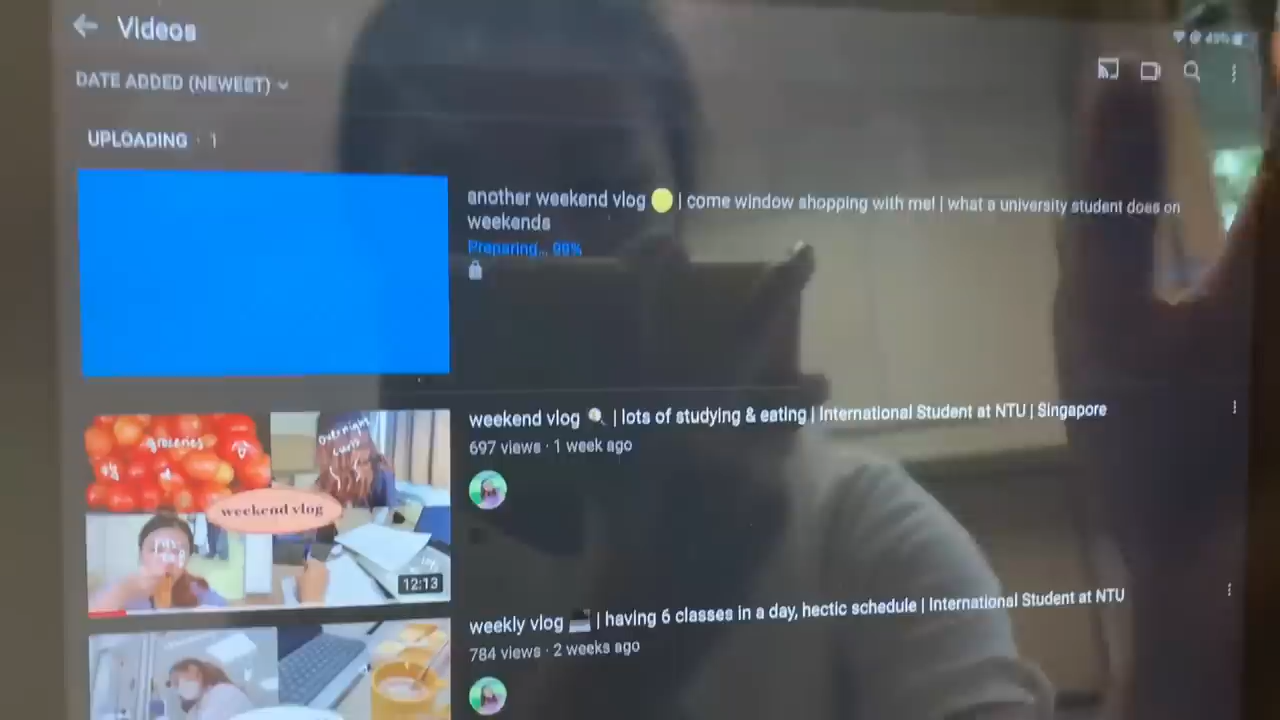 Videos
DATE ADDED (NEWEST)
UPLOADING · 1
another weekend vlog | come window shopping with me! | what a university student does on
weekends
Preparing... 99%
weekend vlog | lots of studying & eating | International Student at NTU | Singapore
697 views · 1 week ago
groceries
overnight
curls
weekend vlog
12:13
weekly vlog | having 6 classes in a day, hectic schedule | International Student at NTU
784 views · 2 weeks ago